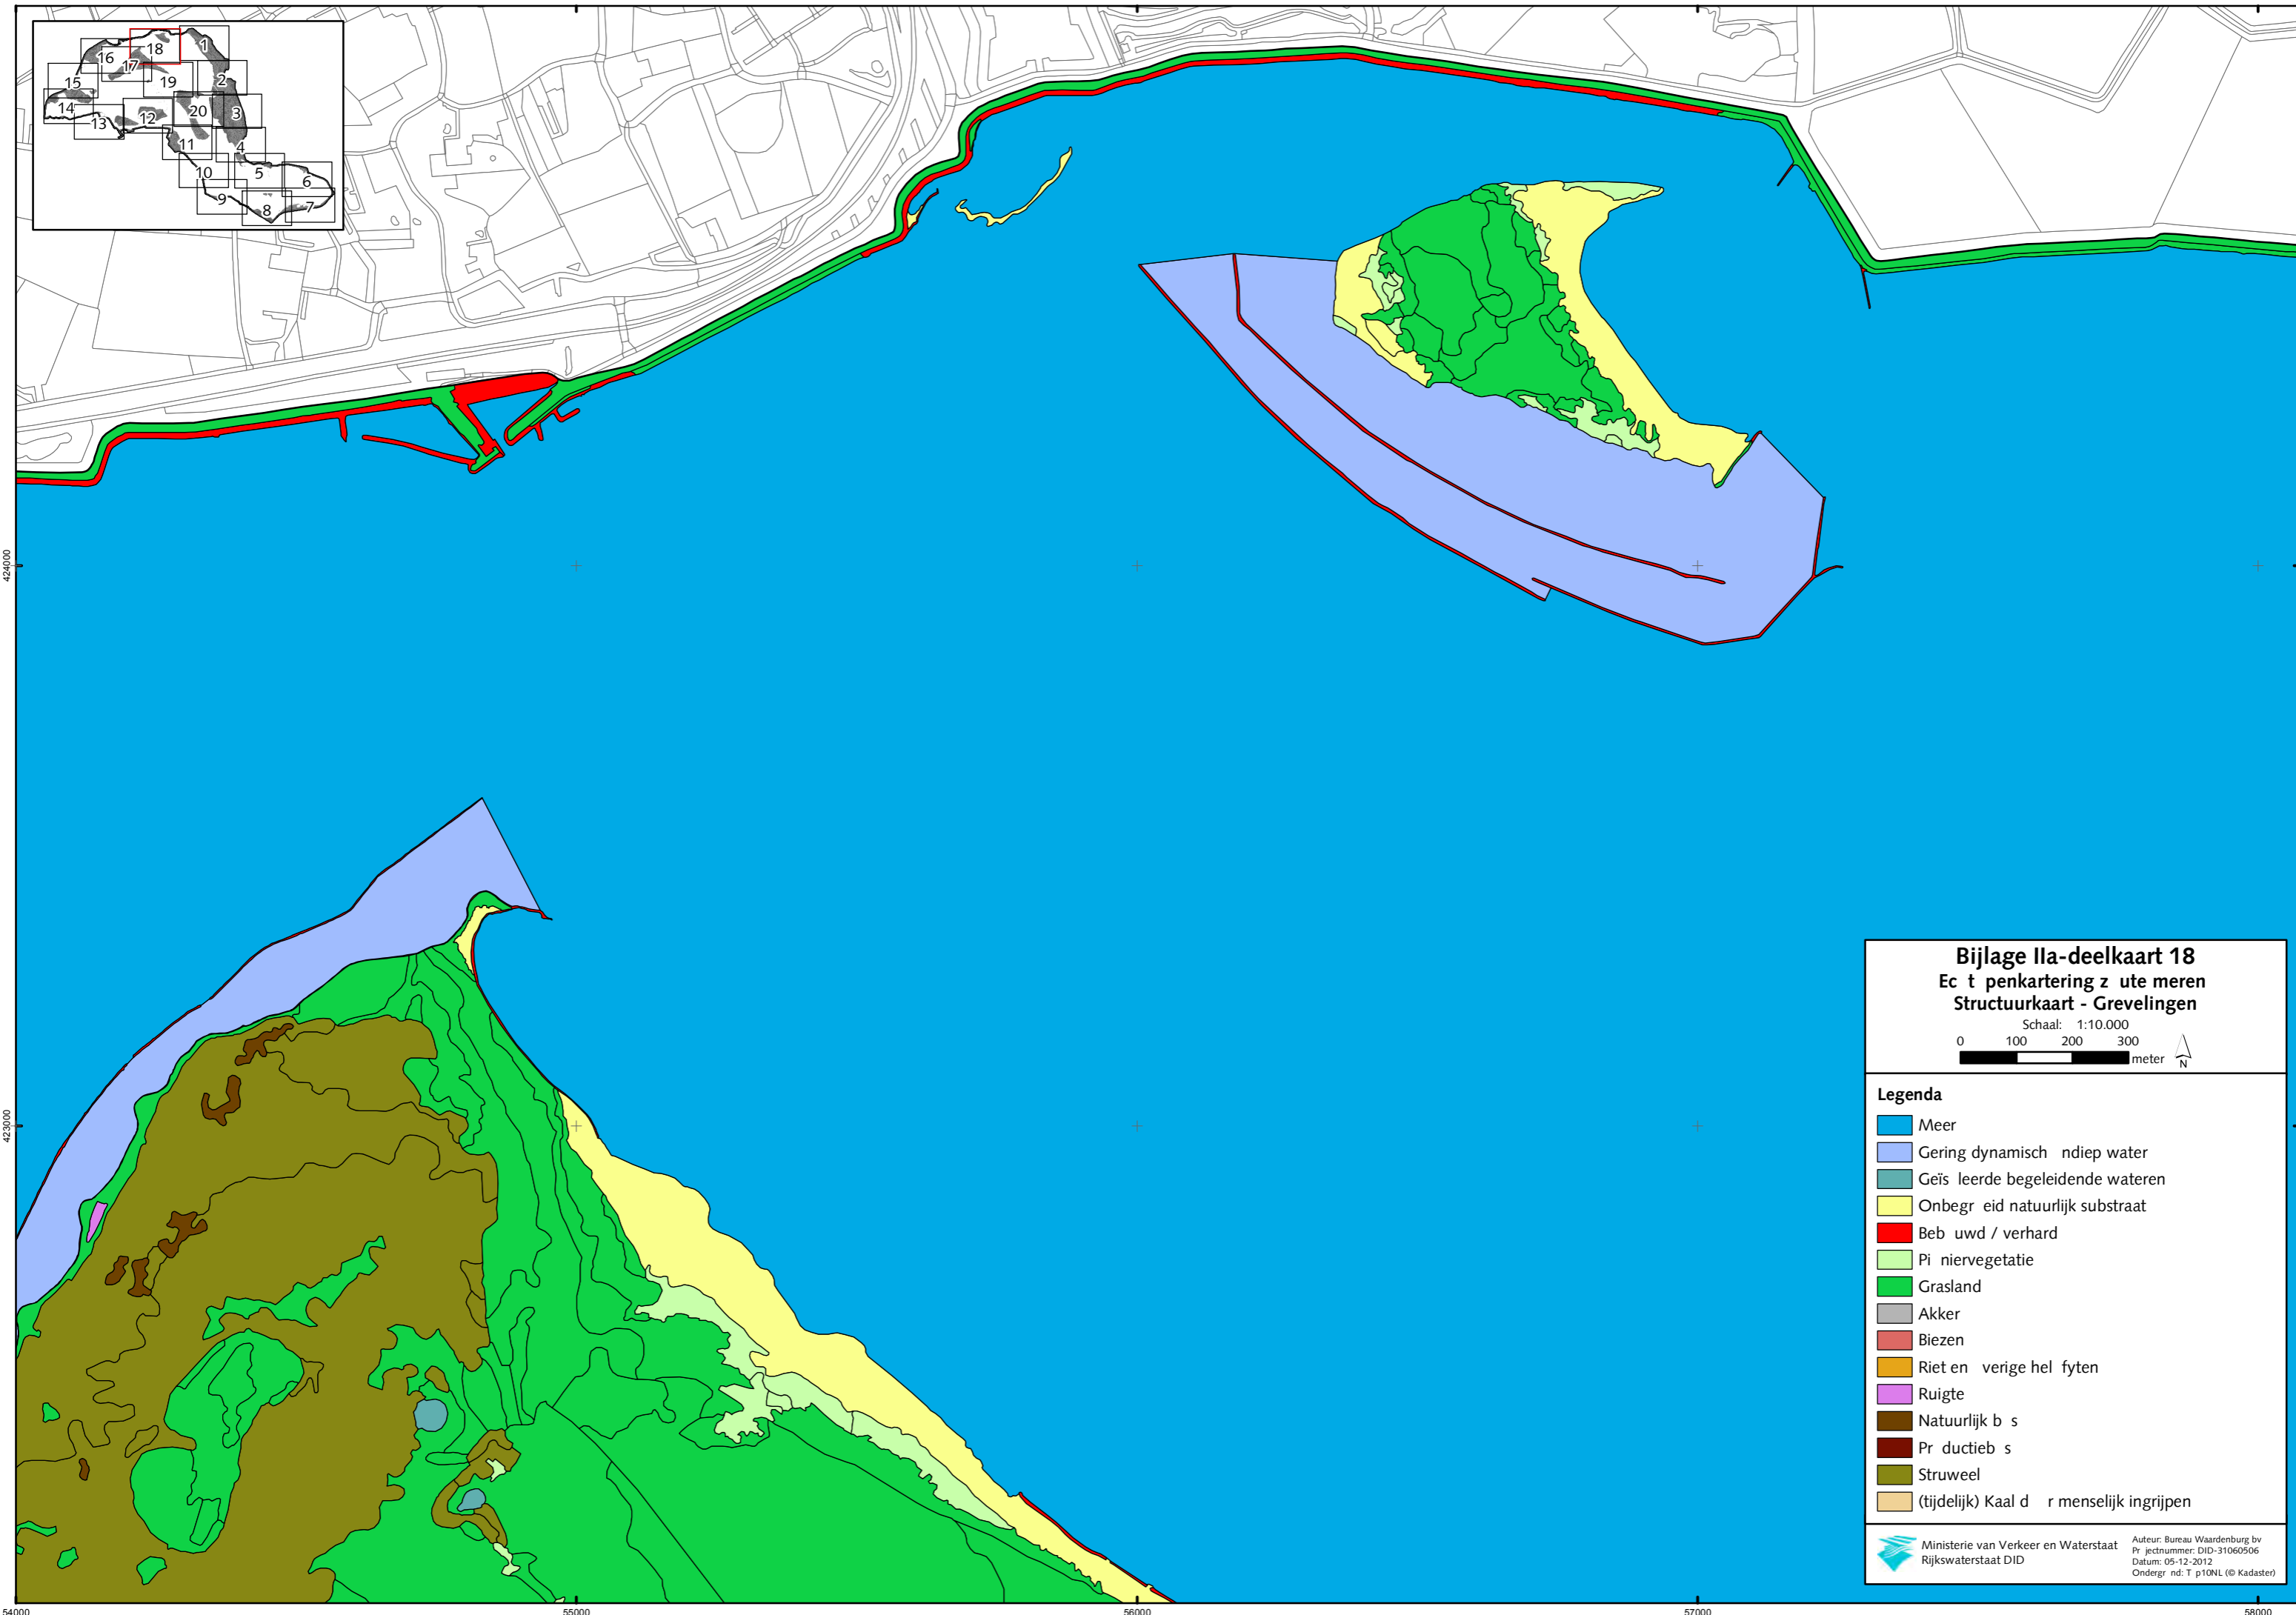 18
1
16
17
2
15
19
14
20
3
12
13
11
4
10
5
6
9
8
7
424000
423000
54000
55000
56000
57000
58000
Bijlage IIa-deelkaart 18
Ec t penkartering z ute meren
Structuurkaart - Grevelingen
Schaal: 1:10.000
0 100 200 300
meter
N
Legenda
Meer
Gering dynamisch ndiep water
Geïs leerde begeleidende wateren
Onbegr eid natuurlijk substraat
Beb uwd / verhard
Pi niervegetatie
Grasland
Akker
Biezen
Riet en verige hel fyten
Ruigte
Natuurlijk b s
Pr ductieb s
Struweel
(tijdelijk) Kaal d r menselijk ingrijpen
Ministerie van Verkeer en Waterstaat
Rijkswaterstaat DID
Auteur: Bureau Waardenburg bv
Pr jectnummer: DID-31060506
Datum: 05-12-2012
Ondergr nd: T p10NL (© Kadaster)